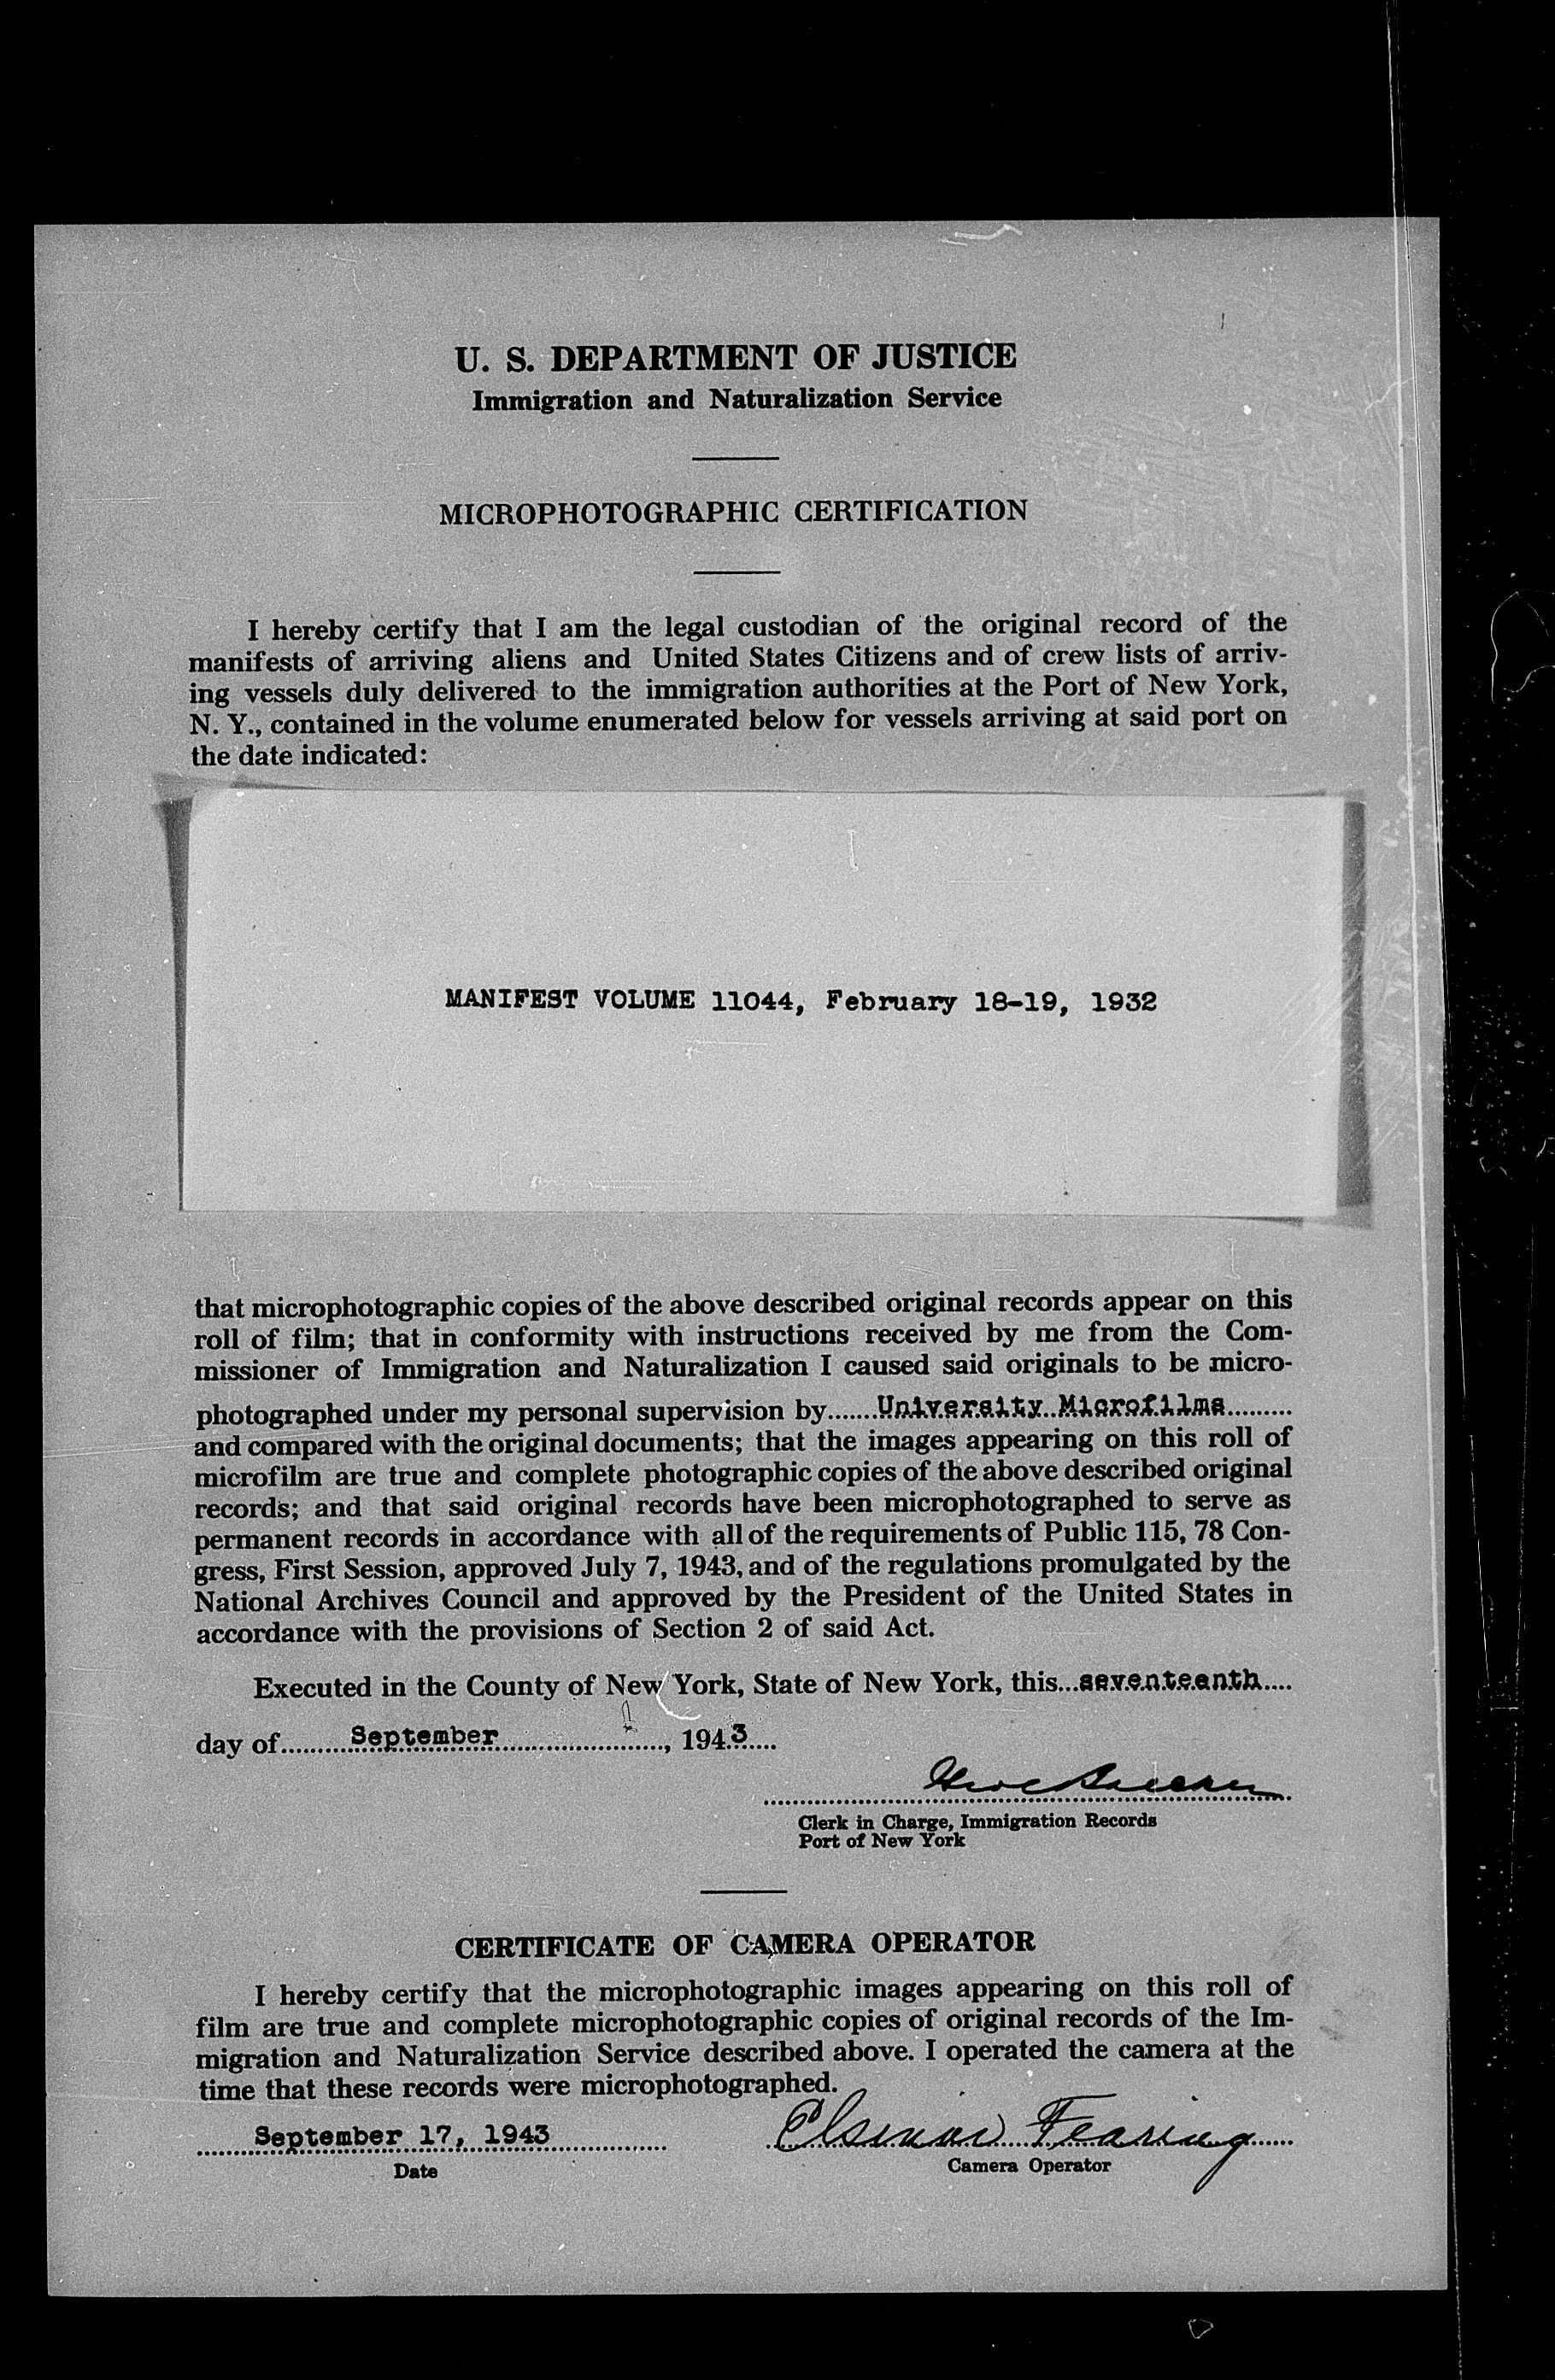 U. S. DEPARTMENT OF JUSTICE
Immigration and Naturalization Service
MICROPHOTOGRAPHIC CERTIFICATION
I hereby certify that I am the legal custodian of the original record of the
manifests of arriving aliens and United States Citizens and of crew lists of arriv-
ing vessels duly delivered to the immigration authorities at the Port of New York,
N. Y., contained in the volume enumerated below for vessels arriving at said port on
the date indicated:
MANIFEST VOLUME 11044, February 18-19, 1932
that microphotographic copies of the above described original records appear on this
roll of film; that in conformity with instructions received by me from the Com-
missioner of Immigration and Naturalization I caused said originals to be micro-
photographed under my personal supervision by.......University Microfilms.........
and compared with the original documents; that the images appearing on this roll of
microfilm are true and complete photographic copies of the above described original
records; and that said original records have been microphotographed to serve as
permanent records in accordance with all of the requirements of Public 115, 78 Con-
gress, First Session, approved July 7, 1943, and of the regulations promulgated by the
National Archives Council and approved by the President of the United States in
accordance with the provisions of Section 2 of said Act.
Executed in the County of New York, State of New York, this...seventeenth....
day of..........September........................, 1943....
Clerk in Charge, Immigration Records
Port of New York
CERTIFICATE OF CAMERA OPERATOR
I hereby certify that the microphotographic images appearing on this roll of
film are true and complete microphotographic copies of original records of the Im-
migration and Naturalization Service described above. I operated the camera at the
time that these records were microphotographed.
September 17, 1943
Fearing
Date
Camera Operator